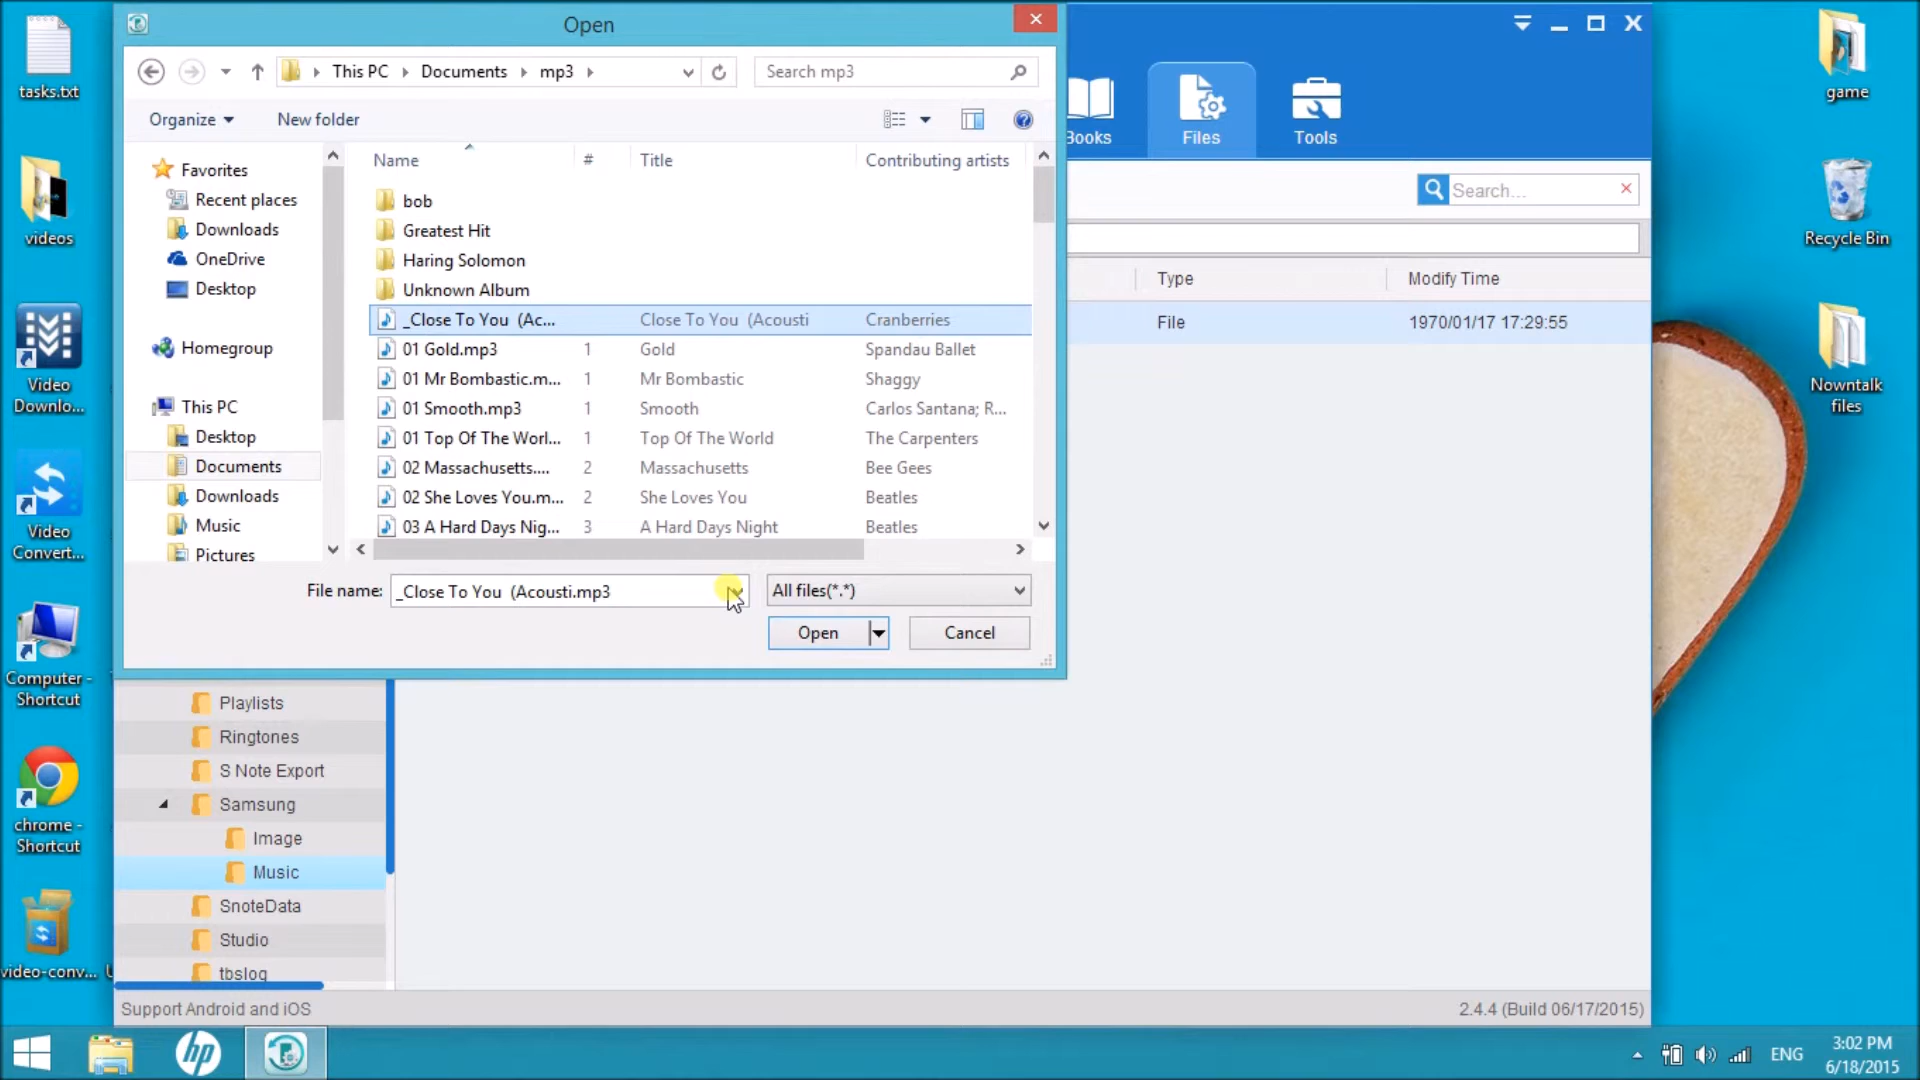 Open
This PC
Documents
mp3
Search mp3
Organize
New folder
Name
#
Title
Contributing artists
Favorites
Recent places
Downloads
OneDrive
Desktop
Homegroup
This PC
Desktop
Documents
Downloads
Music
Pictures
bob
Greatest Hit
Haring Solomon
Unknown Album
_Close To You (Ac... Close To You (Acousti Cranberries
01 Gold.mp3 1 Gold Spandau Ballet
01 Mr Bombastic.m... 1 Mr Bombastic Shaggy
01 Smooth.mp3 1 Smooth Carlos Santana; R...
01 Top Of The Worl... 1 Top Of The World The Carpenters
02 Massachusetts.... 2 Massachusetts Bee Gees
02 She Loves You.m... 2 She Loves You Beatles
03 A Hard Days Nig... 3 A Hard Days Night Beatles
File name: _Close To You (Acousti.mp3
All files(*.*)
Open
Cancel
Books
Files
Tools
Search...
Type
Modify Time
File
1970/01/17 17:29:55
Playlists
Ringtones
S Note Export
Samsung
Image
Music
SnoteData
Studio
tbslog
Support Android and iOS
2.4.4 (Build 06/17/2015)
tasks.txt
videos
Video
Downlo...
Video
Convert...
Computer -
Shortcut
chrome -
Shortcut
video-conv...
game
Recycle Bin
Nowntalk
files
hp
ENG
3:02 PM
6/18/2015